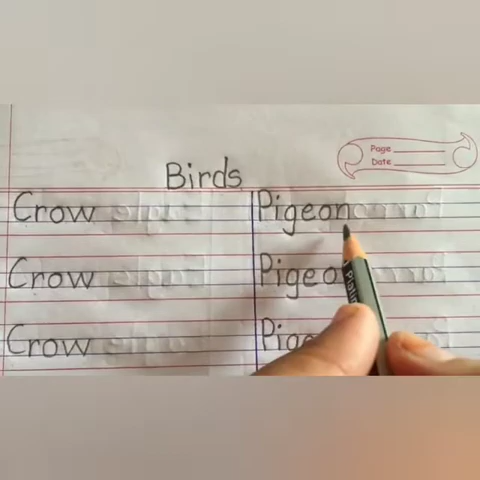 Page
Date
Birds
Crow Pigeon
Crow Pigeo
Crow Pig